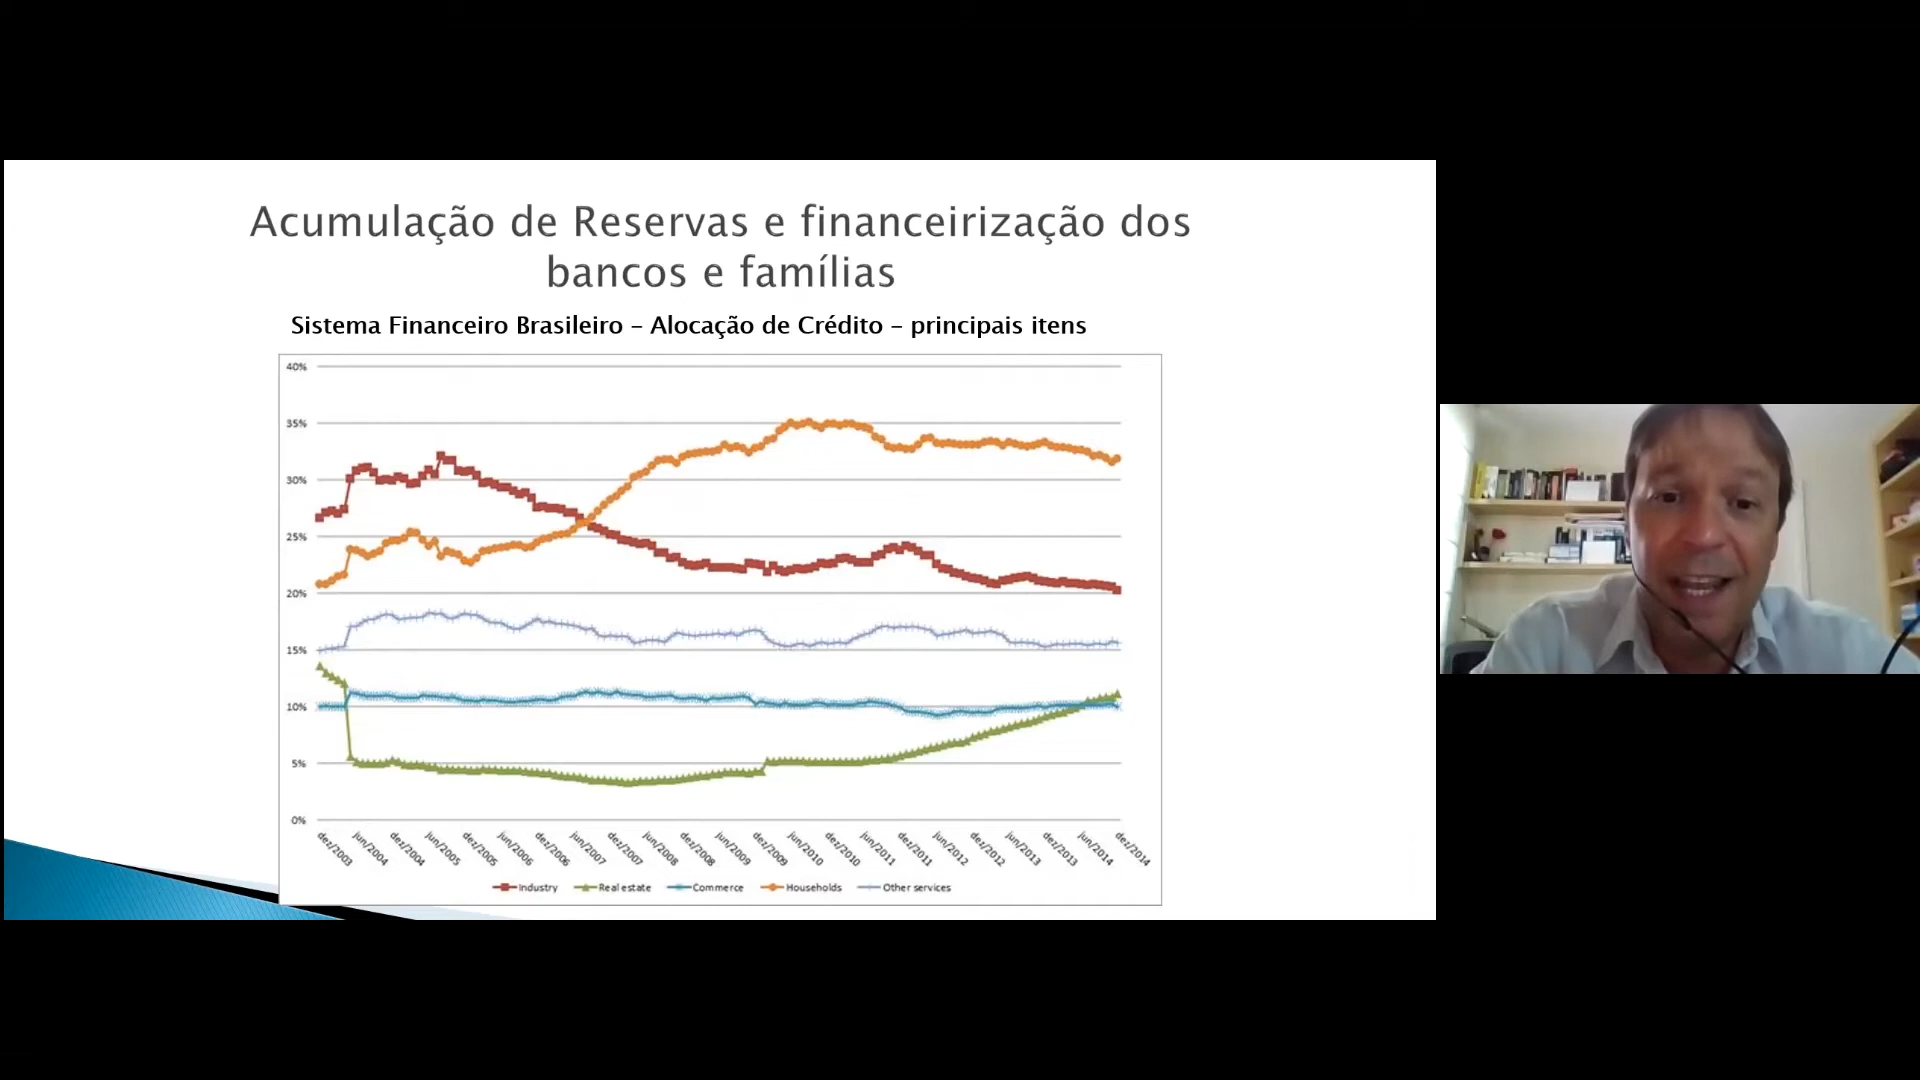 Acumulação de Reservas e financeirização dos
bancos e famílias
Sistema Financeiro Brasileiro – Alocação de Crédito – principais itens
40%
35%
30%
25%
20%
15%
10%
5%
0%
dez/2003 jun/2004 dez/2004 jun/2005 dez/2005 jun/2006 dez/2006 jun/2007 dez/2007 jun/2008 dez/2008 jun/2009 dez/2009 jun/2010 dez/2010 jun/2011 dez/2011 jun/2012 dez/2012 jun/2013 dez/2013 jun/2014 dez/2014
Industry Real estate Commerce Households Other services